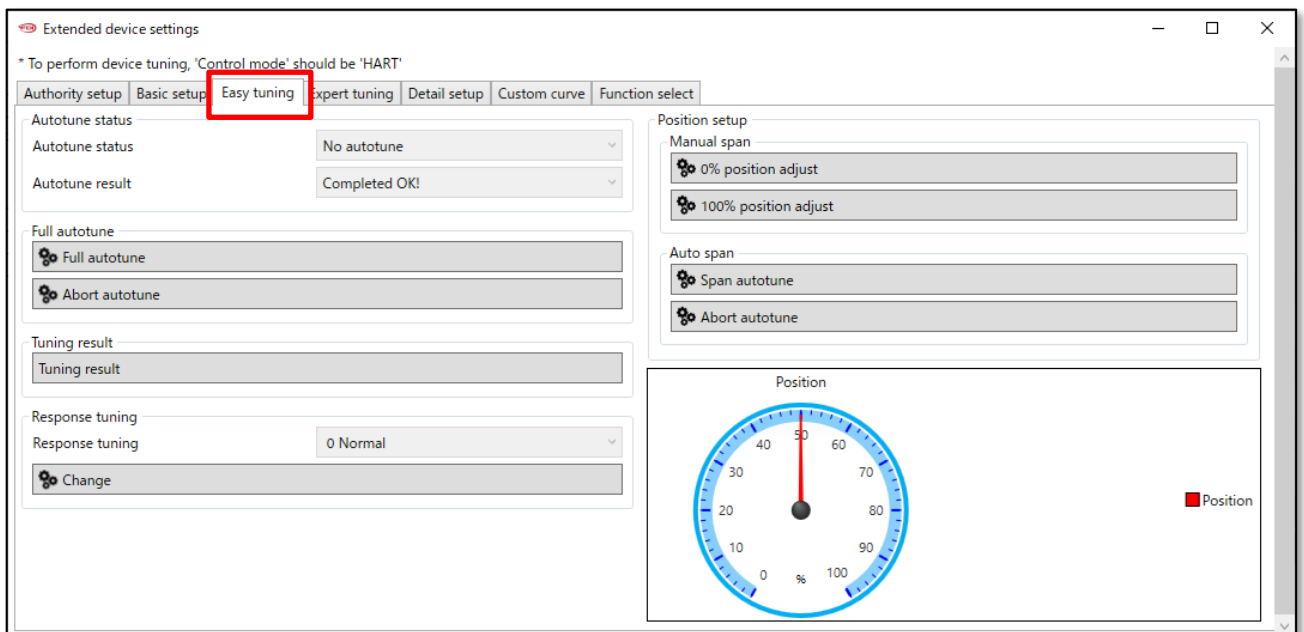 Extended device settings
* To perform device tuning, 'Control mode' should be 'HART'
Authority setup Basic setup Easy tuning Expert tuning Detail setup Custom curve Function select
Autotune status
Autotune status No autotune
Autotune result Completed OK!
Full autotune
Full autotune
Abort autotune
Tuning result
Tuning result
Response tuning
Response tuning 0 Normal
Change
Position setup
Manual span
0% position adjust
100% position adjust
Auto span
Span autotune
Abort autotune
Position
40 50 60
30 70
20 80
10 90
0 % 100
Position